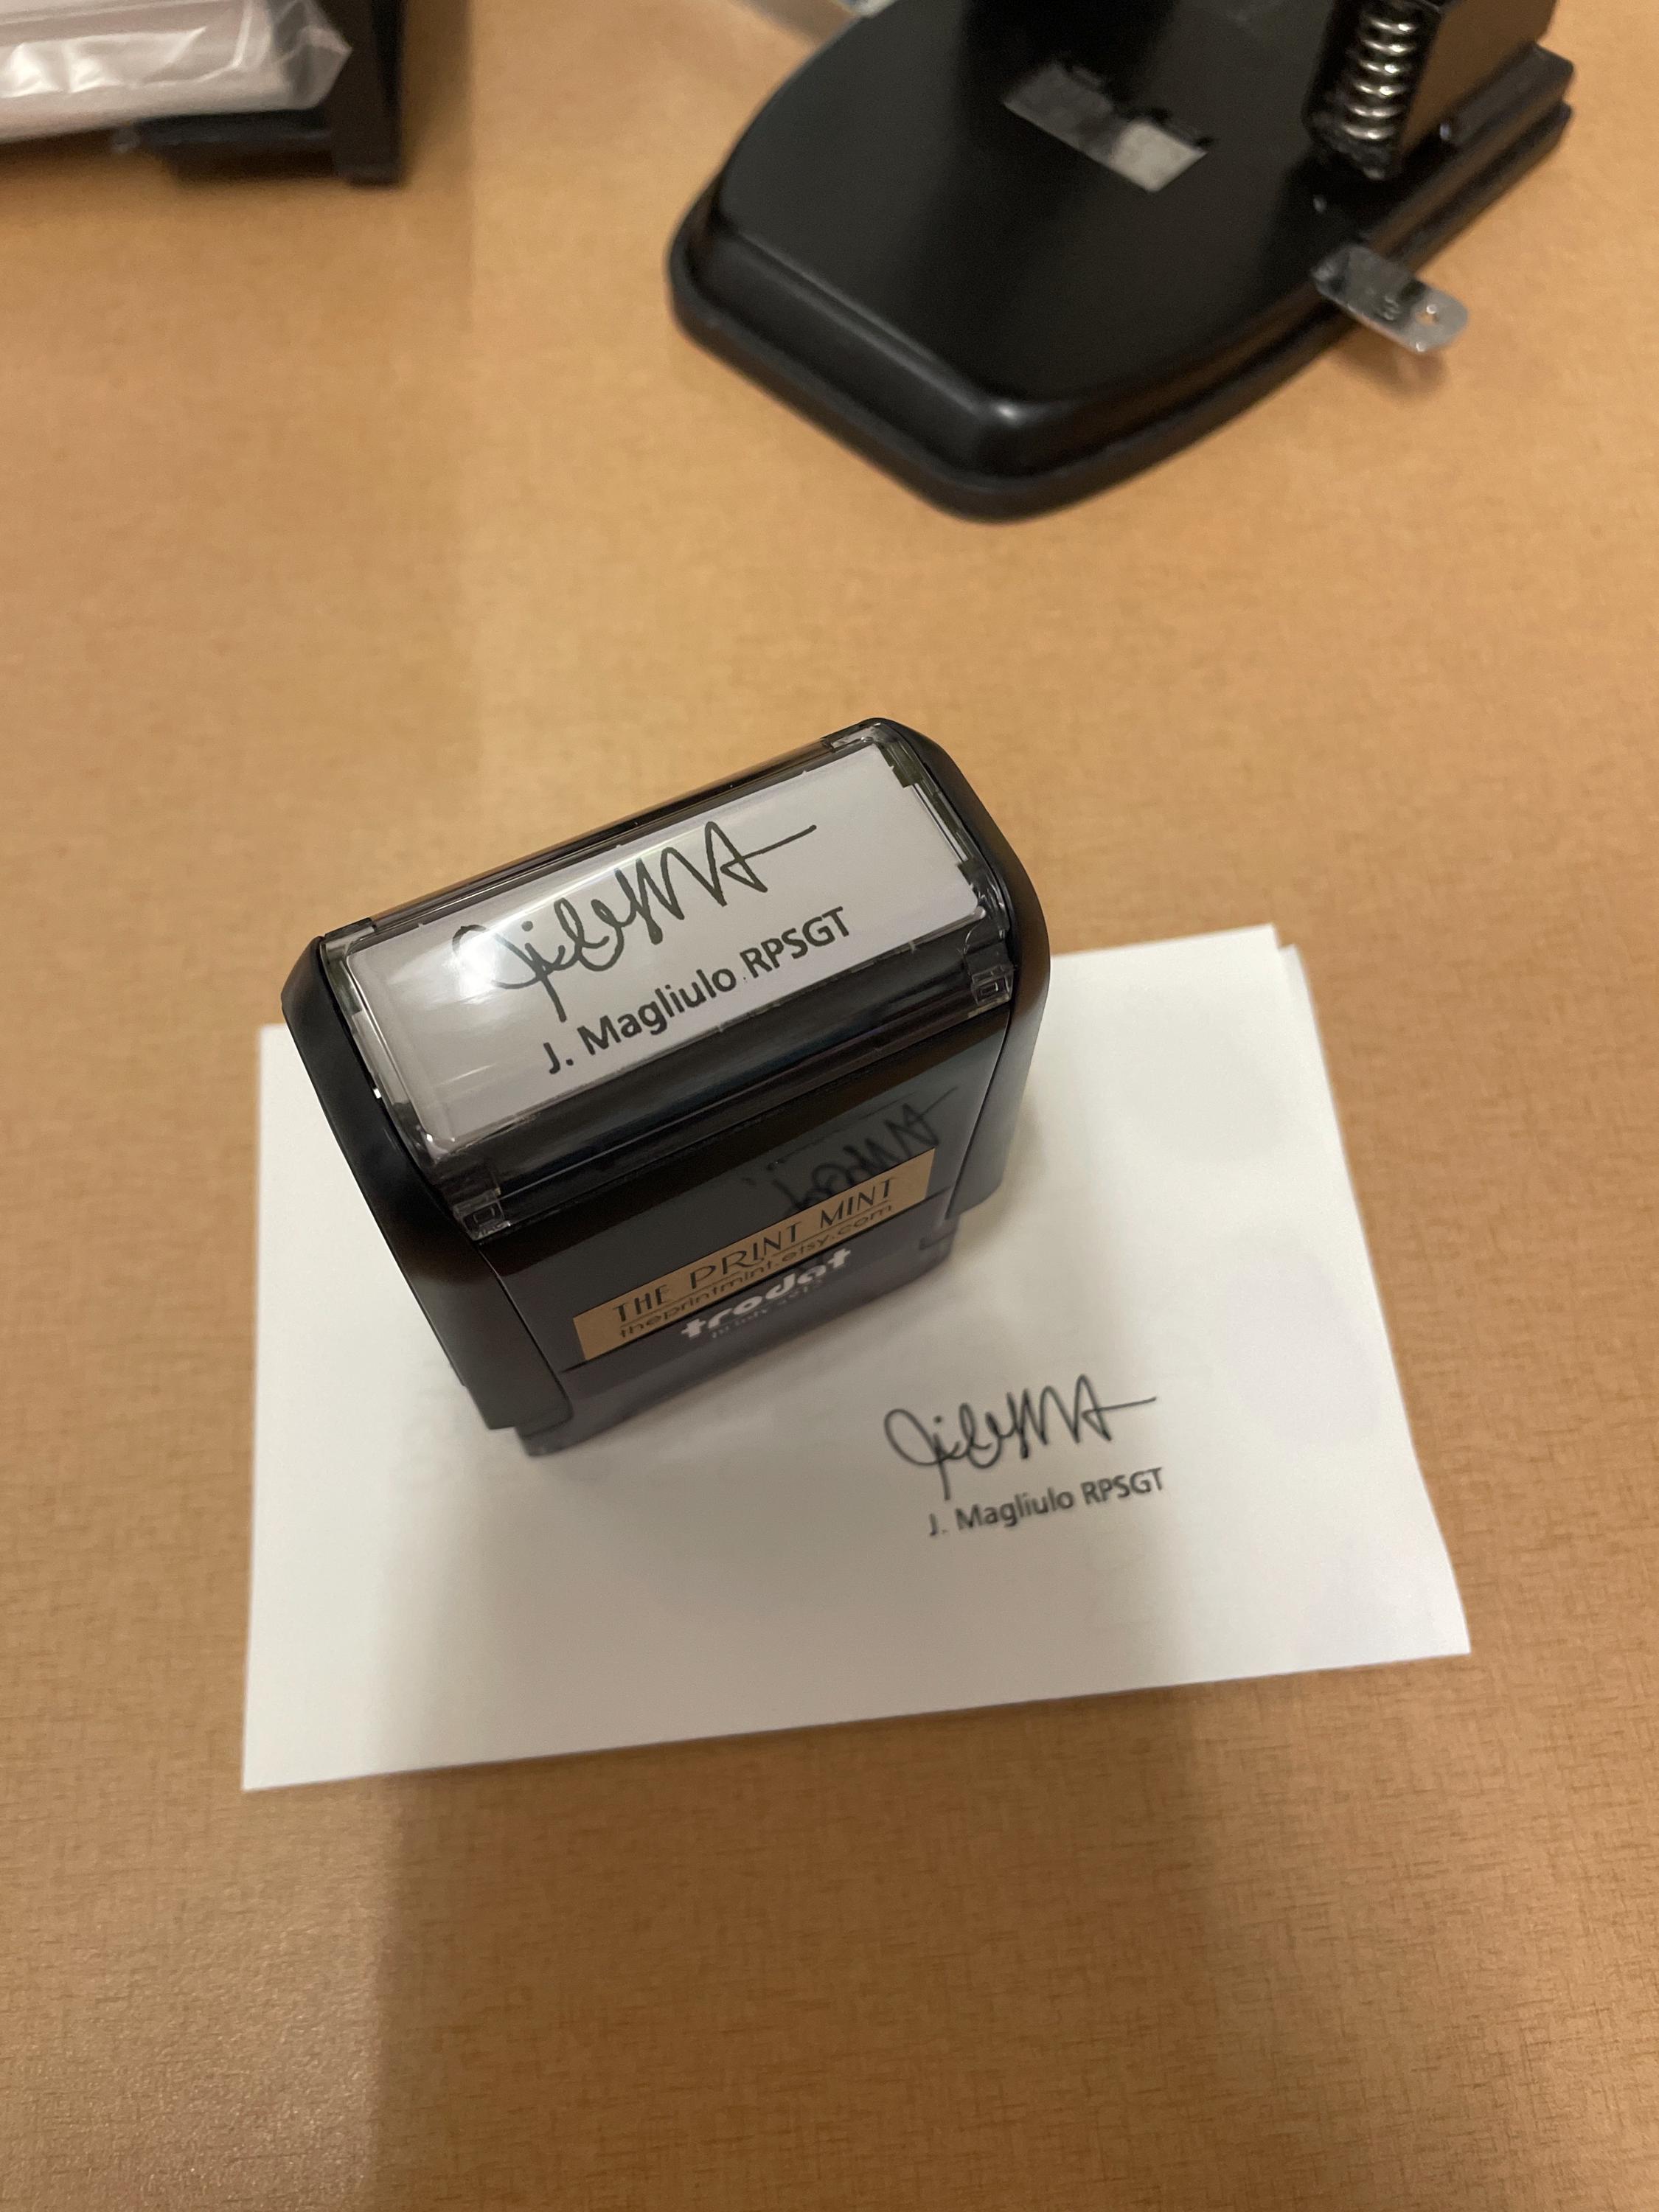 J. Magliulo RPSGT
THE PRINT MINT
theprintmint.etsy.com
trodat
J. Magliulo RPSGT